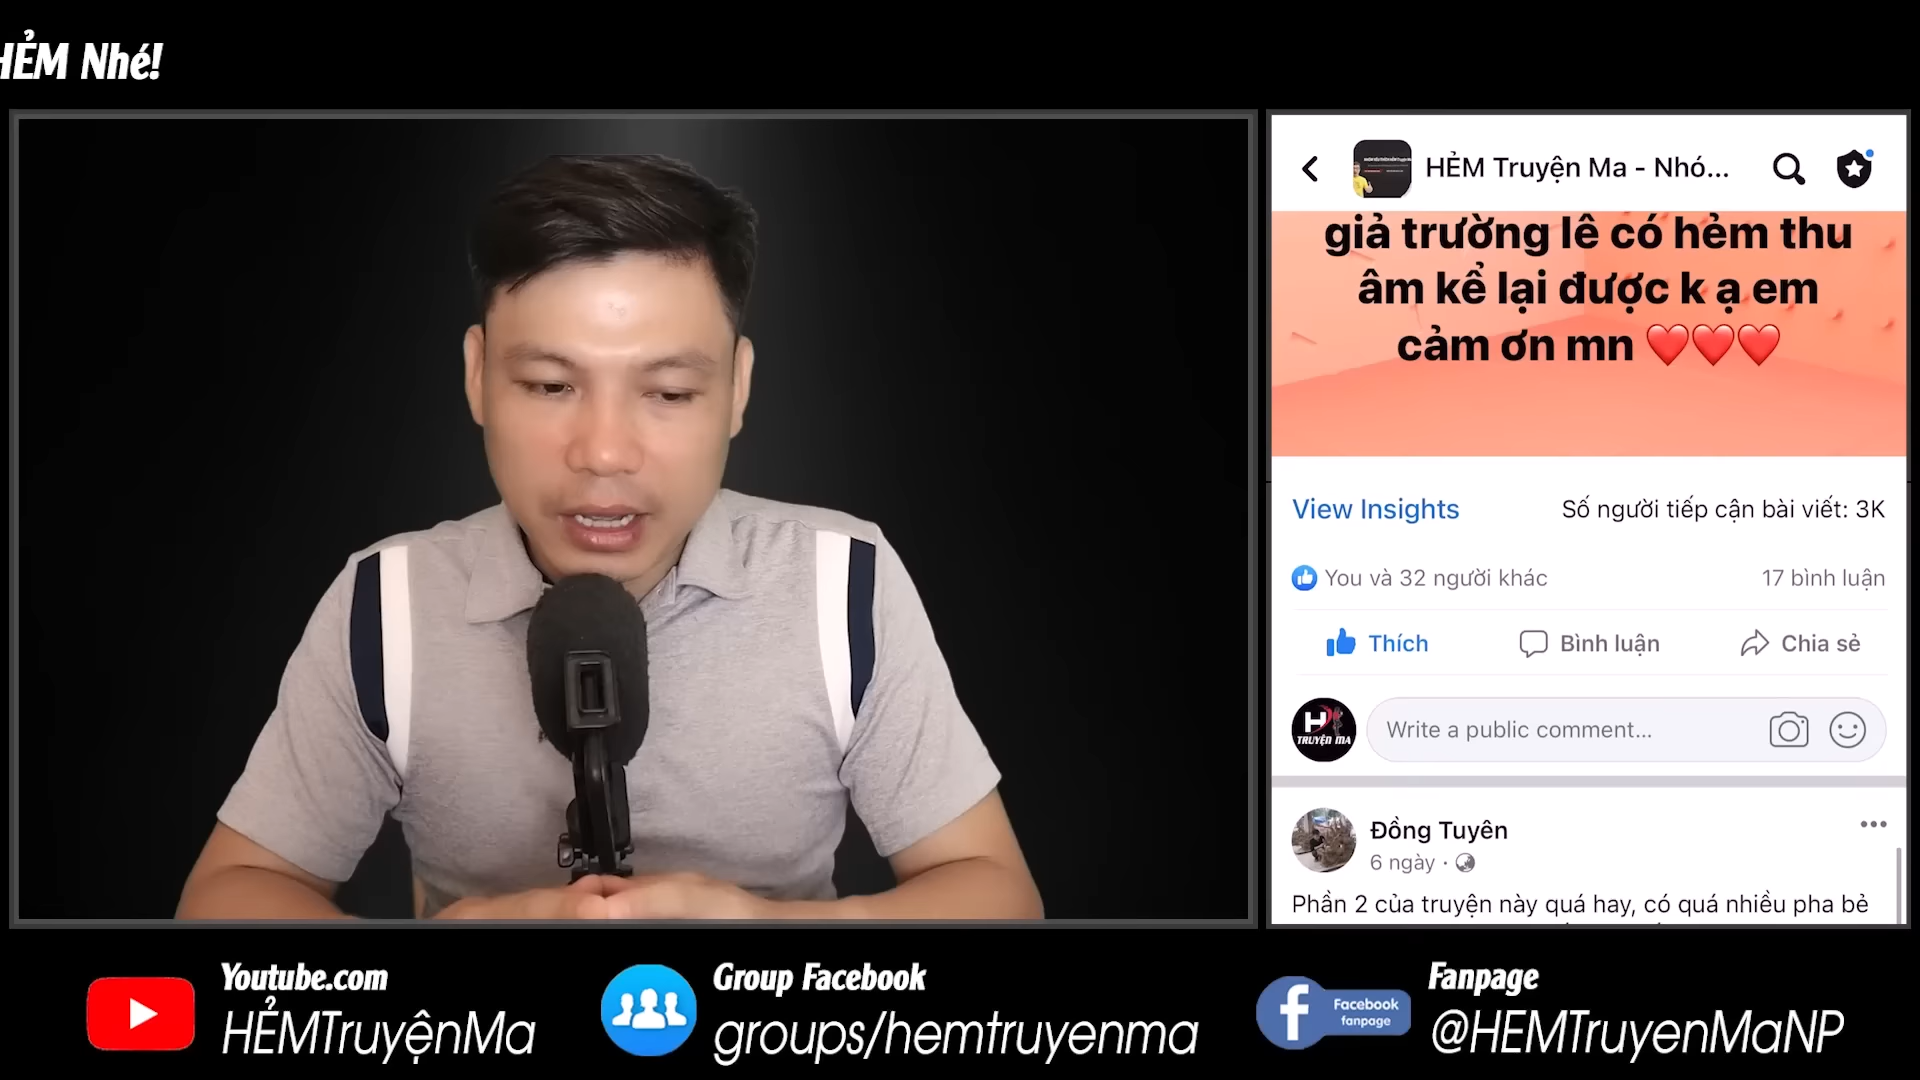 HẺM Nhé!
HẺM Truyện Ma - Nhó...
giả trường lê có hẻm thu
âm kể lại được k ạ em
cảm ơn mn ❤️❤️❤️
View Insights
Số người tiếp cận bài viết: 3K
You và 32 người khác
17 bình luận
Thích
Bình luận
Chia sẻ
H
TRUYỆN MA
Write a public comment...
Đồng Tuyên
6 ngày ·
Phần 2 của truyện này quá hay, có quá nhiều pha bẻ
Youtube.com
HẺMTruyệnMa
Group Facebook
groups/hemtruyenma
Facebook
fanpage
Fanpage
@HEMTruyenMaNP